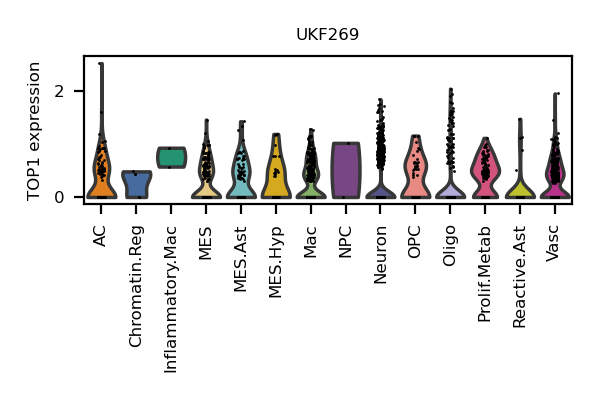 UKF269
TOP1 expression
2
0
AC
Chromatin.Reg
Inflammatory.Mac
MES
MES.Ast
MES.Hyp
Mac
NPC
Neuron
OPC
Oligo
Prolif.Metab
Reactive.Ast
Vasc